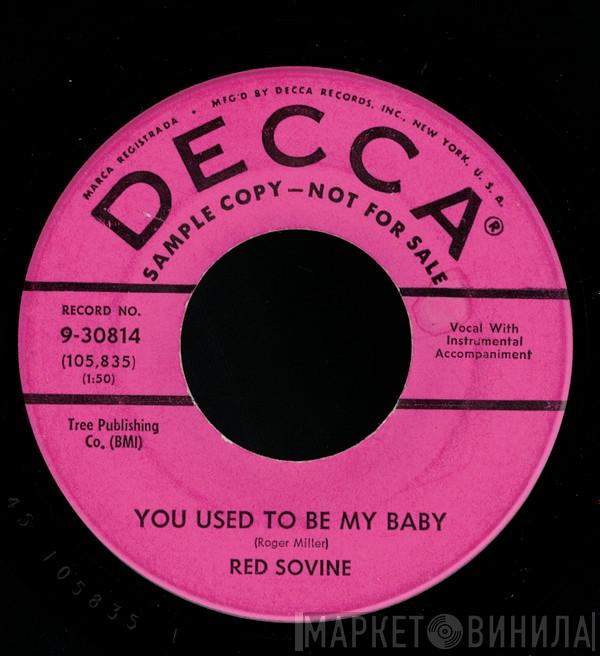 MARCA REGISTRADA • MFG'D BY DECCA RECORDS, INC., NEW YORK, U. S. A.
DECCA®
SAMPLE COPY—NOT FOR SALE
RECORD NO.
9-30814
(105,835)
(1:50)
Vocal With
Instrumental
Accompaniment
Tree Publishing
Co. (BMI)
YOU USED TO BE MY BABY
(Roger Miller)
RED SOVINE
45 105835 1
МАРКЕТ ВИНИЛА